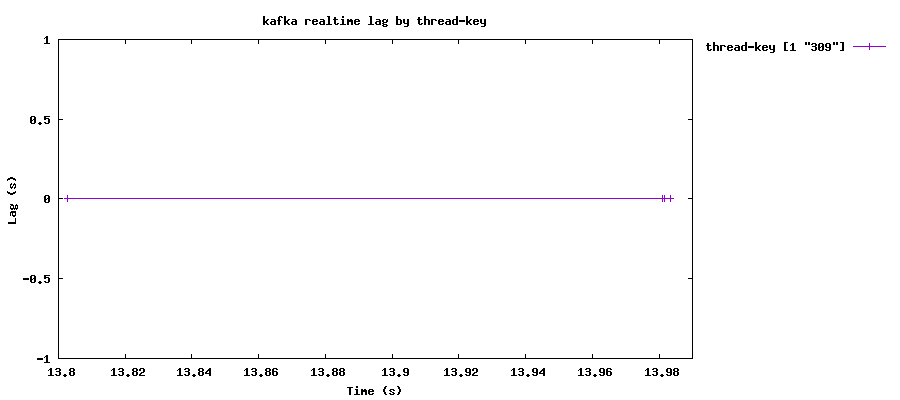 kafka realtime lag by thread-key
thread-key [1 "309"]
1
0.5
0
-0.5
-1
Lag (s)
13.8 13.82 13.84 13.86 13.88 13.9 13.92 13.94 13.96 13.98
Time (s)